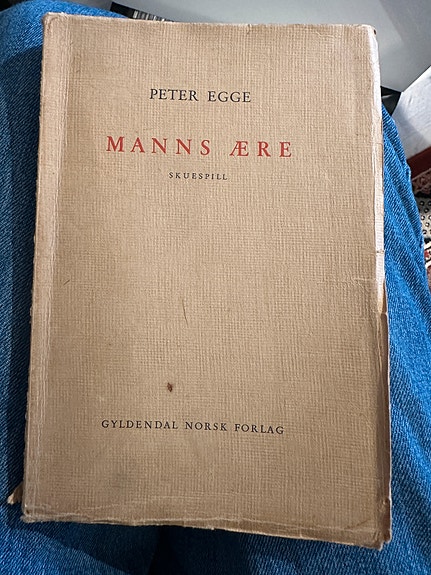 PETER EGGE
MANNS ÆRE
SKUESPILL
GYLDENDAL NORSK FORLAG